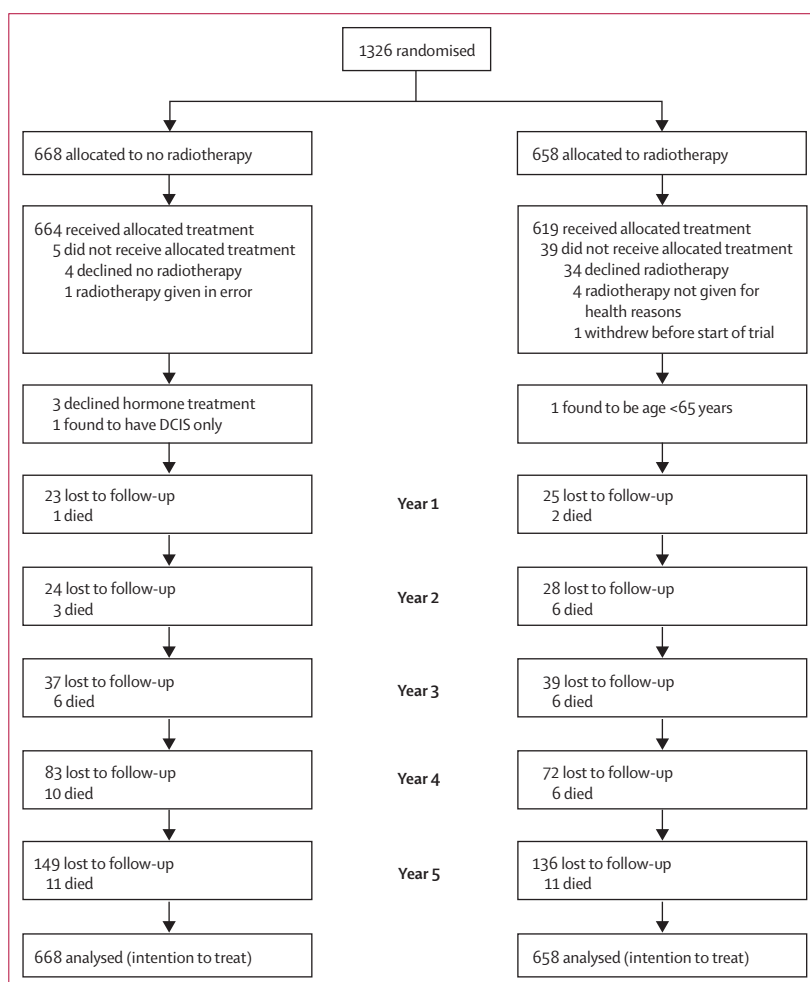 1326 randomised
668 allocated to no radiotherapy
658 allocated to radiotherapy
664 received allocated treatment
5 did not receive allocated treatment
4 declined no radiotherapy
1 radiotherapy given in error
619 received allocated treatment
39 did not receive allocated treatment
34 declined radiotherapy
4 radiotherapy not given for
health reasons
1 withdrew before start of trial
3 declined hormone treatment
1 found to have DCIS only
1 found to be age <65 years
23 lost to follow-up
1 died
Year 1
25 lost to follow-up
2 died
24 lost to follow-up
3 died
Year 2
28 lost to follow-up
6 died
37 lost to follow-up
6 died
Year 3
39 lost to follow-up
6 died
83 lost to follow-up
10 died
Year 4
72 lost to follow-up
6 died
149 lost to follow-up
11 died
Year 5
136 lost to follow-up
11 died
668 analysed (intention to treat)
658 analysed (intention to treat)